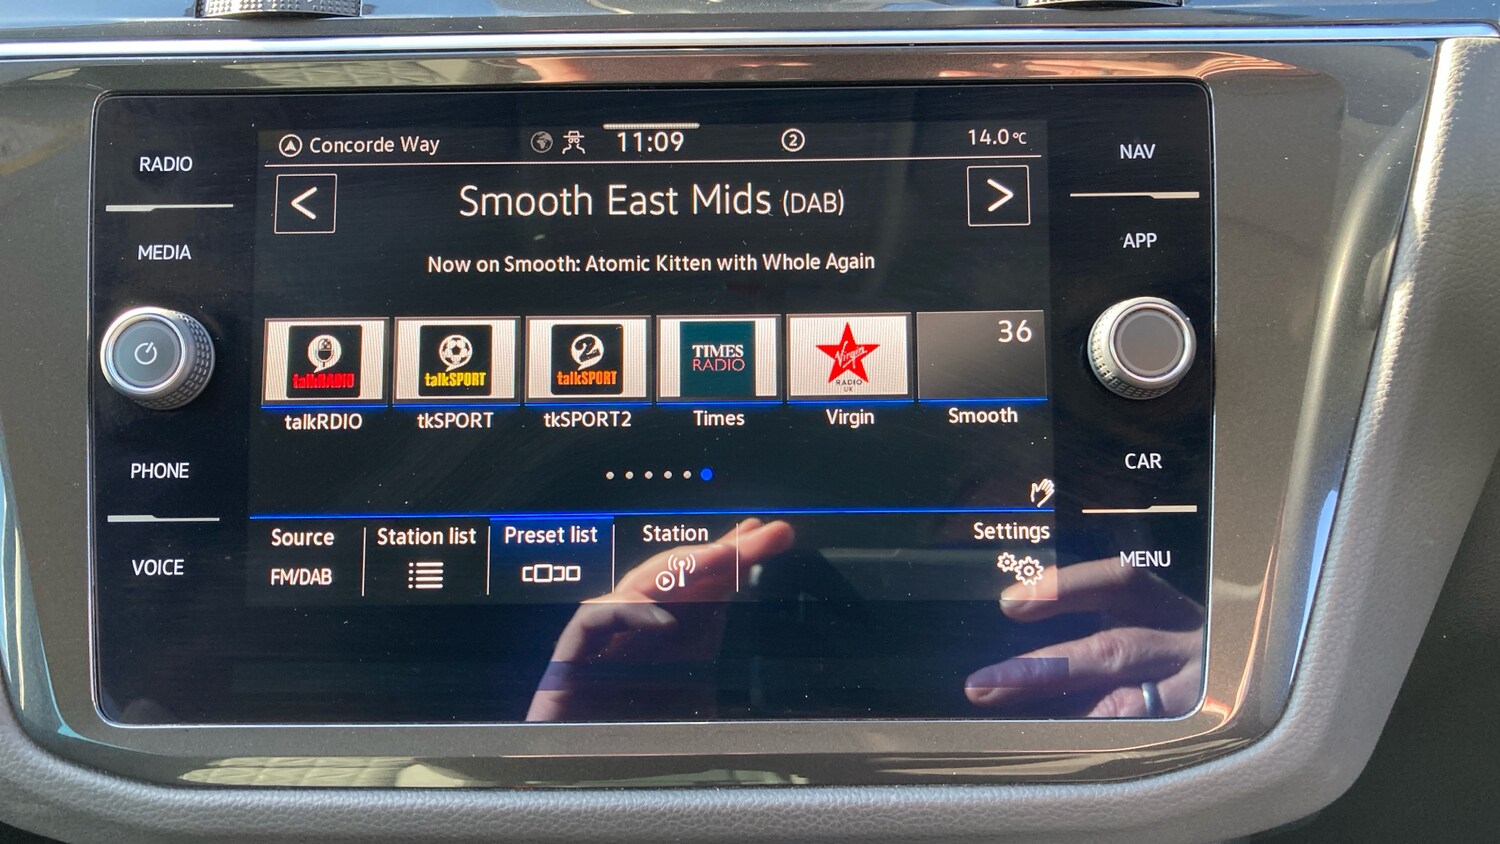 Concorde Way 11:09 2 14.0 °C
RADIO
NAV
< Smooth East Mids (DAB) >
MEDIA
APP
Now on Smooth: Atomic Kitten with Whole Again
talkRADIO
talkSPORT
2 talkSPORT
TIMES
RADIO
Virgin
RADIO
UK
36
talkRDIO tkSPORT tkSPORT2 Times Virgin Smooth
PHONE
CAR
Source Station list Preset list Station Settings
FM/DAB
VOICE
MENU